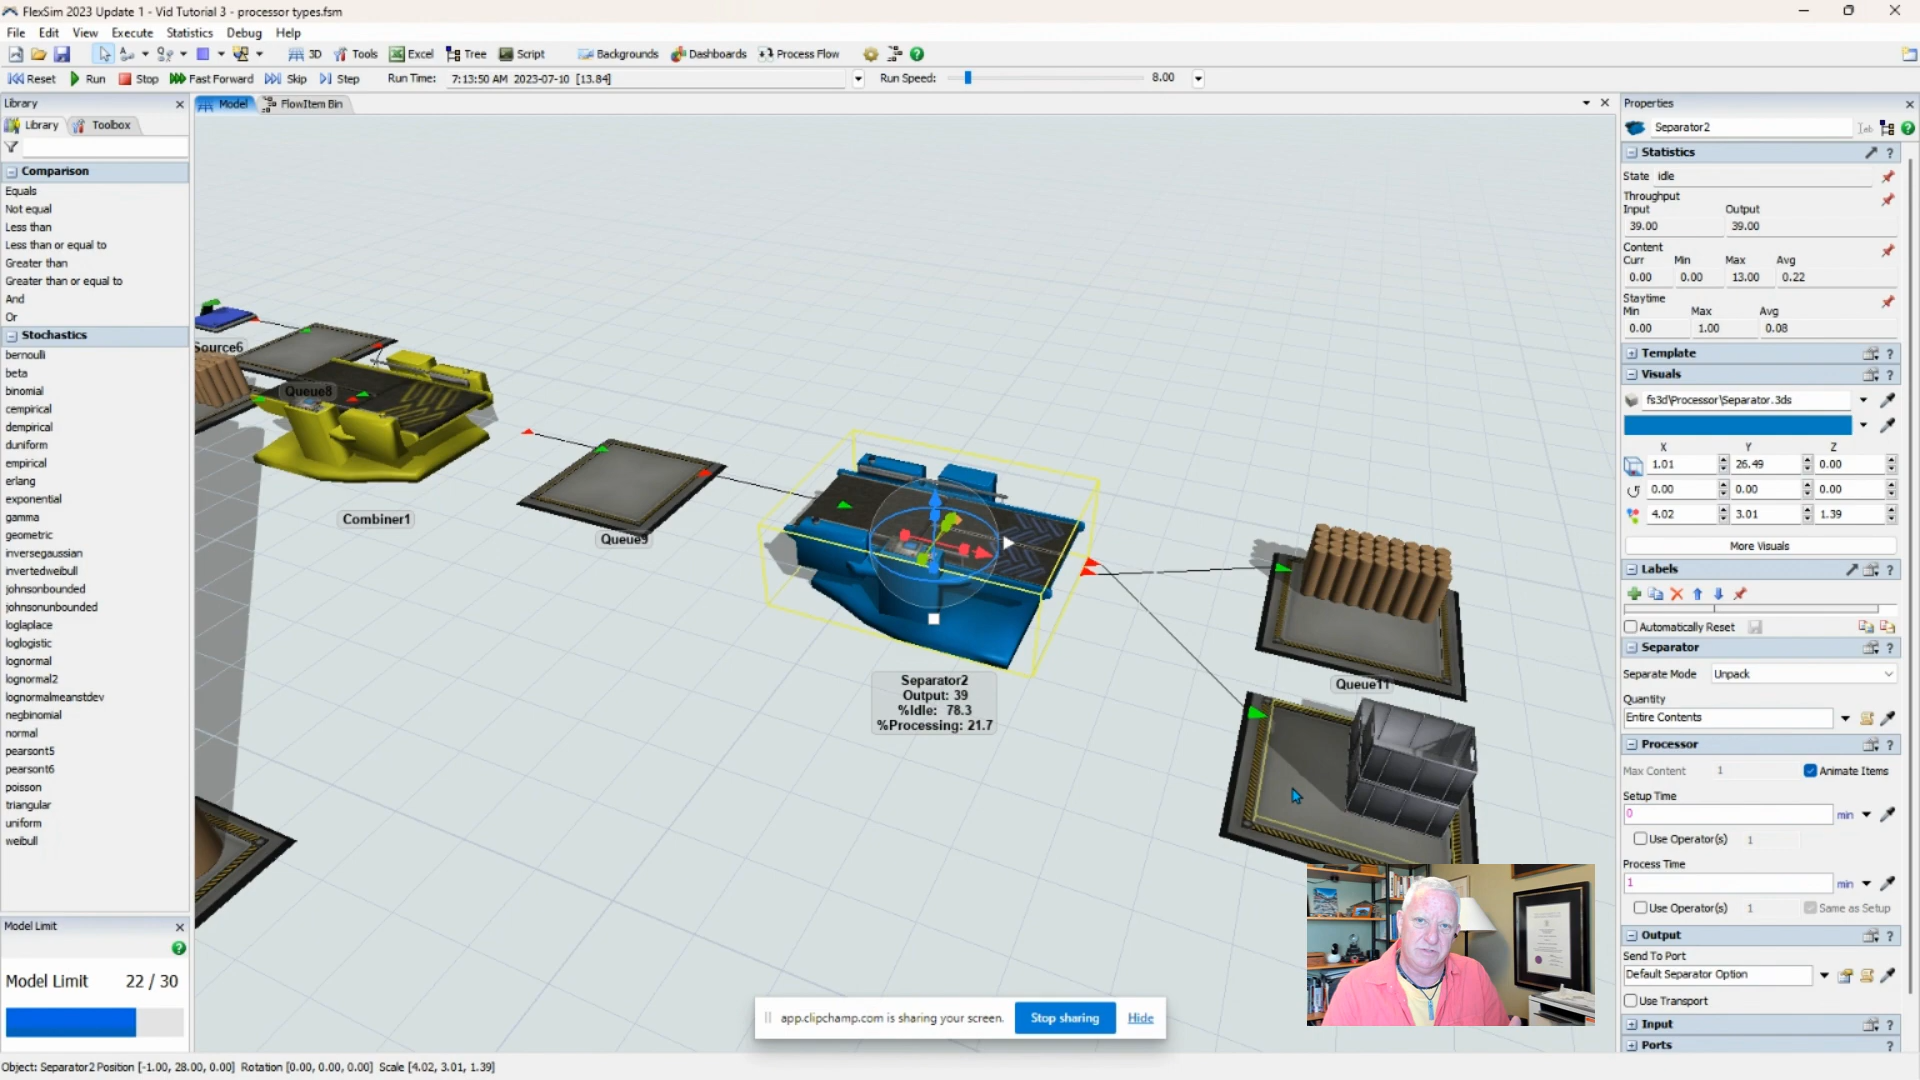 FlexSim 2023 Update 1 - Vid Tutorial 3 - processor types.fsm
File Edit View Execute Statistics Debug Help
3D Tools Excel Tree Script Backgrounds Dashboards Process Flow
Reset Run Stop Fast Forward Skip Step Run Time: 7:13:50 AM 2023-07-10 [13.84] Run Speed: 8.00
Library
Library Toolbox
Comparison
Equals
Not equal
Less than
Less than or equal to
Greater than
Greater than or equal to
And
Or
Stochastics
bernoulli
beta
binomial
cempirical
dempirical
duniform
empirical
erlang
exponential
gamma
geometric
inversegaussian
invertedweibull
johnsonbounded
johnsonunbounded
loglaplace
loglogistic
lognormal
lognormal2
lognormalmeanstdev
negbinomial
normal
pearsont5
pearsont6
poisson
triangular
uniform
weibull
Model Limit
Model Limit 22 / 30
Model FlowItem Bin
Source6
Queue8
Combiner1
Queue9
Separator2
Output: 39
%Idle: 78.3
%Processing: 21.7
Queue11
app.clipchamp.com is sharing your screen. Stop sharing Hide
Properties
Separator2
Statistics
State idle
Throughput
Input Output
39.00 39.00
Content
Curr Min Max Avg
0.00 0.00 13.00 0.22
Staytime
Min Max Avg
0.00 1.00 0.08
Template
Visuals
fs3d\Processor\Separator.3ds
X Y Z
1.01 26.49 0.00
0.00 0.00 0.00
4.02 3.01 1.39
More Visuals
Labels
Automatically Reset
Separator
Separate Mode Unpack
Quantity
Entire Contents
Processor
Max Content 1 Animate Items
Setup Time
0 min
Use Operator(s) 1
Process Time
1 min
Use Operator(s) 1 Same as Setup
Output
Send To Port
Default Separator Option
Use Transport
Input
Ports
Object: Separator2 Position [-1.00, 28.00, 0.00] Rotation [0.00, 0.00, 0.00] Scale [4.02, 3.01, 1.39]